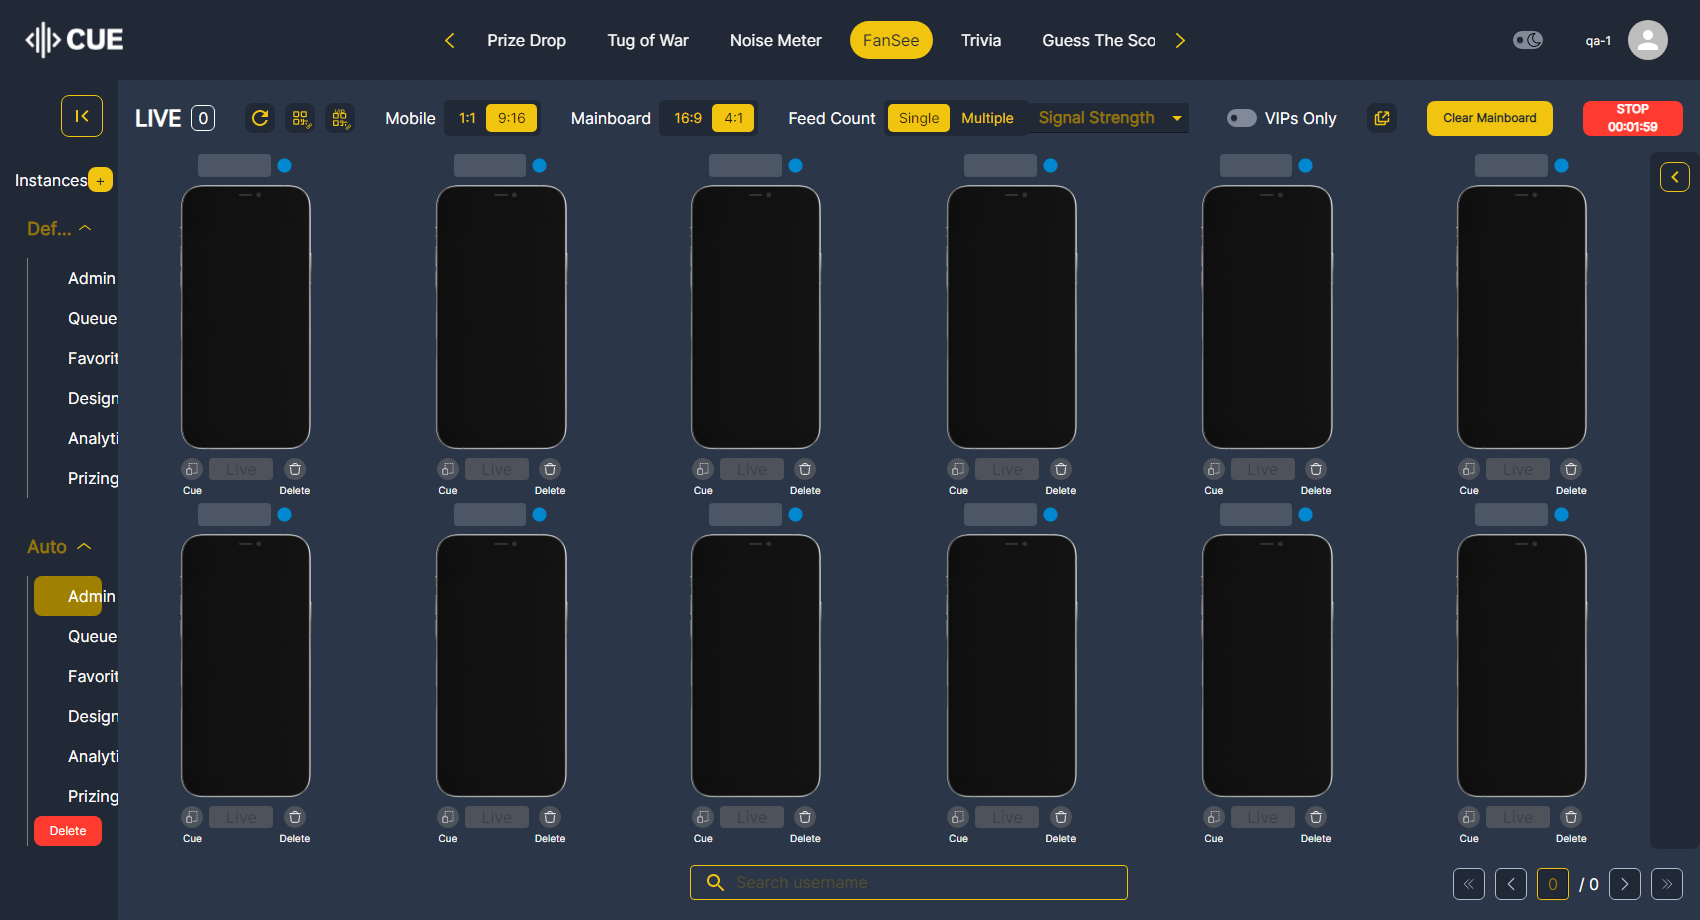 CUE
Prize Drop Tug of War Noise Meter FanSee Trivia Guess The Sco
qa-1
LIVE 0 Mobile 1:1 9:16 Mainboard 16:9 4:1 Feed Count Single Multiple Signal Strength VIPs Only Clear Mainboard STOP
00:01:59
Instances +
Def...
Admin
Queue
Favorit
Design
Analyti
Prizing
Live Live Live Live Live Live
Cue Delete Cue Delete Cue Delete Cue Delete Cue Delete Cue Delete
Auto
Admin
Queue
Favorit
Design
Analyti
Prizing
Delete
Live Live Live Live Live Live
Cue Delete Cue Delete Cue Delete Cue Delete Cue Delete Cue Delete
Search username
0 / 0